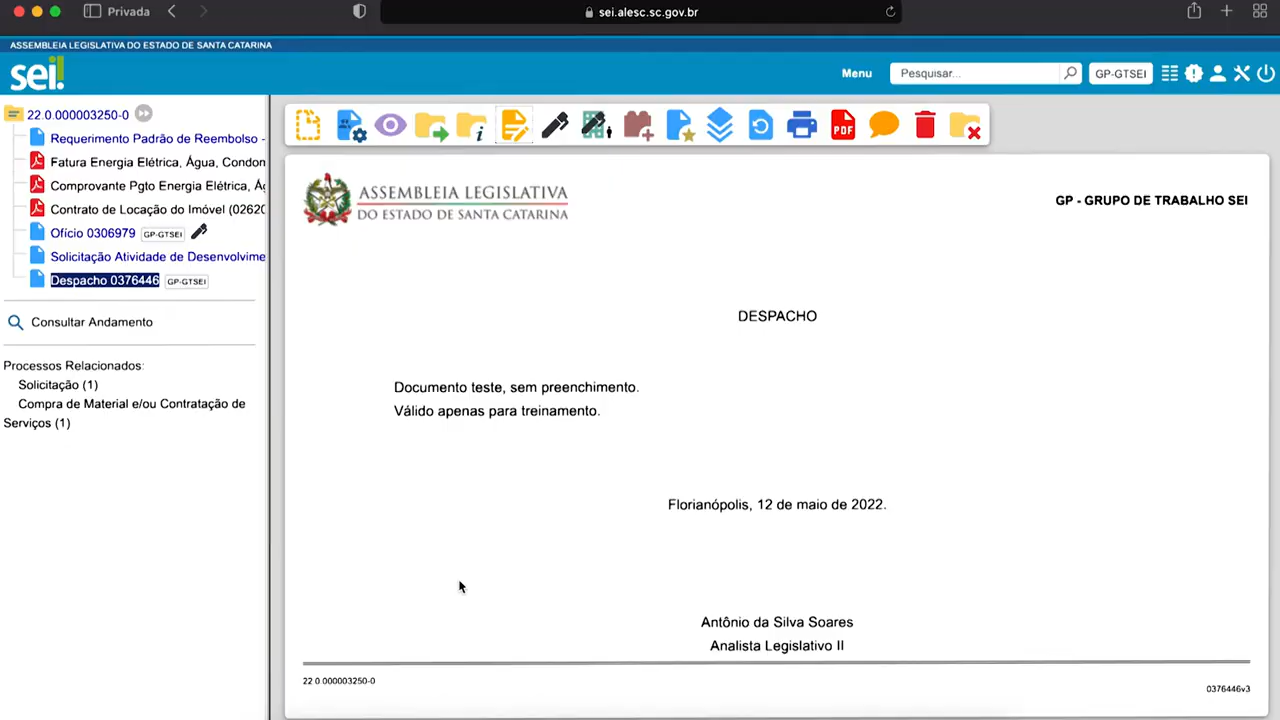 Privada
sei.alesc.sc.gov.br
ASSEMBLEIA LEGISLATIVA DO ESTADO DE SANTA CATARINA
sei!
Menu
Pesquisar...
GP-GTSEI
22.0.000003250-0
Requerimento Padrão de Reembolso -
Fatura Energia Elétrica, Água, Condon
Comprovante Pgto Energia Elétrica, Ág
Contrato de Locação do Imóvel (02620
Ofício 0306979 GP-GTSEI
Solicitação Atividade de Desenvolvime
Despacho 0376446 GP-GTSEI
Consultar Andamento
Processos Relacionados:
Solicitação (1)
Compra de Material e/ou Contratação de
Serviços (1)
PDF
ASSEMBLEIA LEGISLATIVA
DO ESTADO DE SANTA CATARINA
GP - GRUPO DE TRABALHO SEI
DESPACHO
Documento teste, sem preenchimento.
Válido apenas para treinamento.
Florianópolis, 12 de maio de 2022.
Antônio da Silva Soares
Analista Legislativo II
22.0.000003250-0
0376446v3